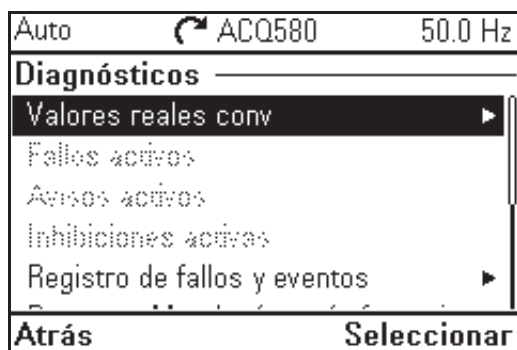 Auto ACQ580 50.0 Hz
Diagnósticos
Valores reales conv
Fallos activos
Avisos activos
Inhibiciones activas
Registro de fallos y eventos
Atrás Seleccionar